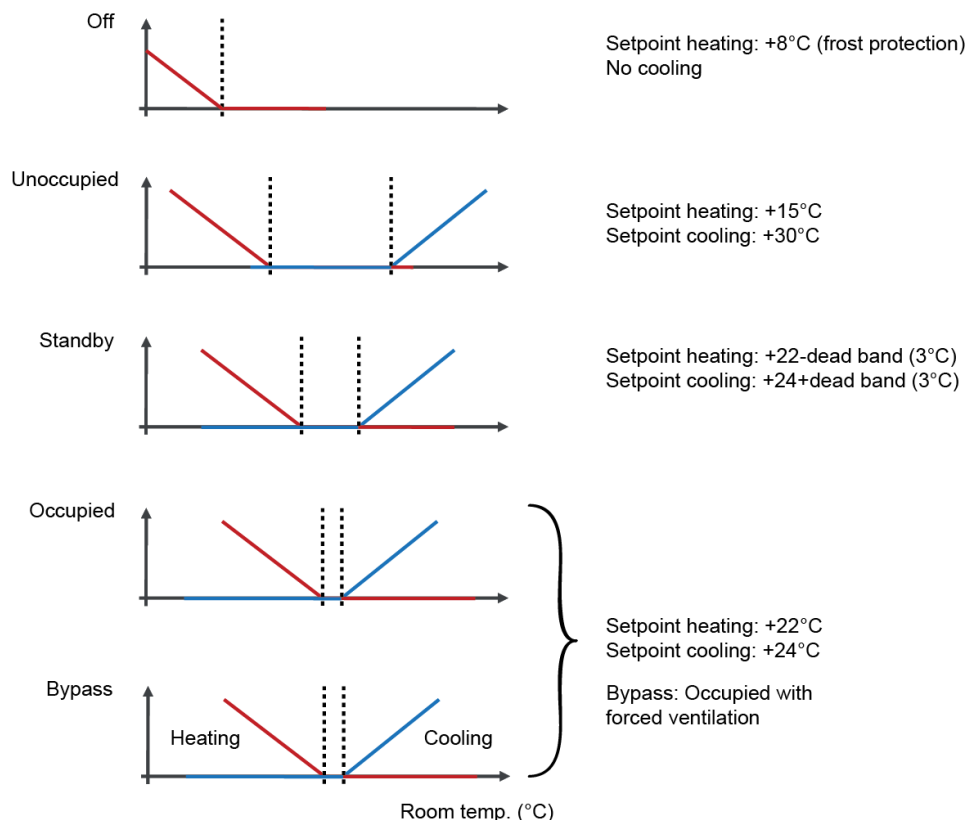 Off
Setpoint heating: +8°C (frost protection)
No cooling
Unoccupied
Setpoint heating: +15°C
Setpoint cooling: +30°C
Standby
Setpoint heating: +22-dead band (3°C)
Setpoint cooling: +24+dead band (3°C)
Occupied
Setpoint heating: +22°C
Setpoint cooling: +24°C
Bypass
Bypass: Occupied with
forced ventilation
Heating
Cooling
Room temp. (°C)